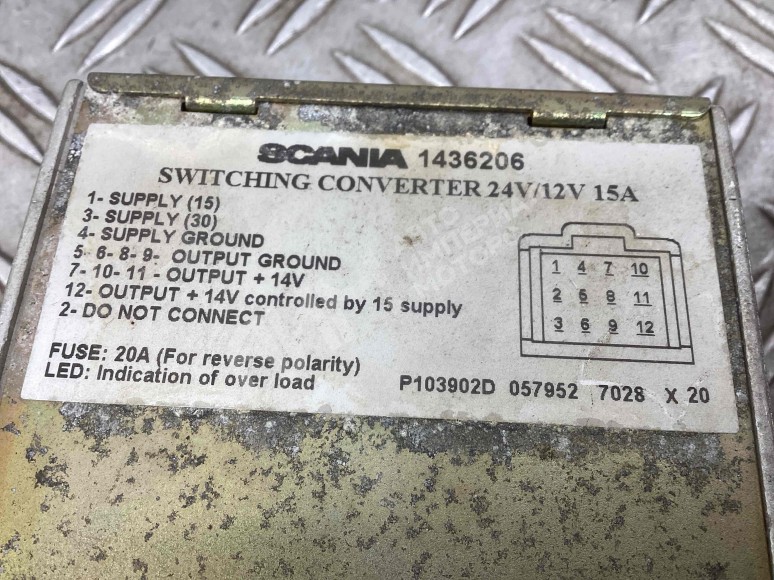 SCANIA 1436206
SWITCHING CONVERTER 24V/12V 15A
1- SUPPLY (15)
3- SUPPLY (30)
4- SUPPLY GROUND
5- 6- 8- 9- OUTPUT GROUND
7- 10- 11 - OUTPUT + 14V
12- OUTPUT + 14V controlled by 15 supply
2- DO NOT CONNECT
1 4 7 10
2 5 8 11
3 6 9 12
FUSE: 20A (For reverse polarity)
LED: Indication of over load
P103902D 057952 7028 X 20